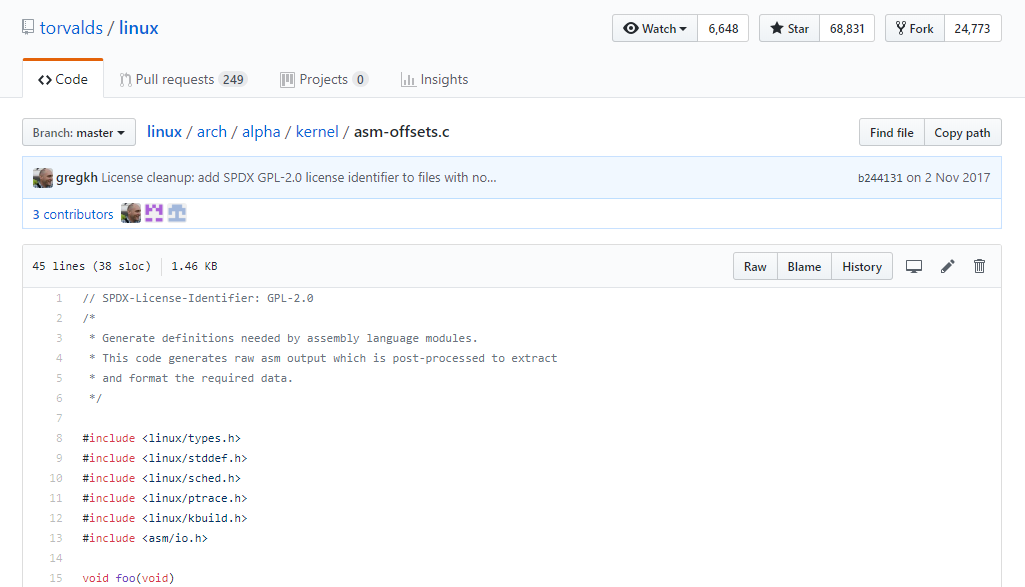 torvalds / linux
Watch 6,648 Star 68,831 Fork 24,773
Code Pull requests 249 Projects 0 Insights
Branch: master linux / arch / alpha / kernel / asm-offsets.c Find file Copy path
gregkh License cleanup: add SPDX GPL-2.0 license identifier to files with no... b244131 on 2 Nov 2017
3 contributors
45 lines (38 sloc) 1.46 KB Raw Blame History
1 // SPDX-License-Identifier: GPL-2.0
2 /*
3 * Generate definitions needed by assembly language modules.
4 * This code generates raw asm output which is post-processed to extract
5 * and format the required data.
6 */
7
8 #include <linux/types.h>
9 #include <linux/stddef.h>
10 #include <linux/sched.h>
11 #include <linux/ptrace.h>
12 #include <linux/kbuild.h>
13 #include <asm/io.h>
14
15 void foo(void)